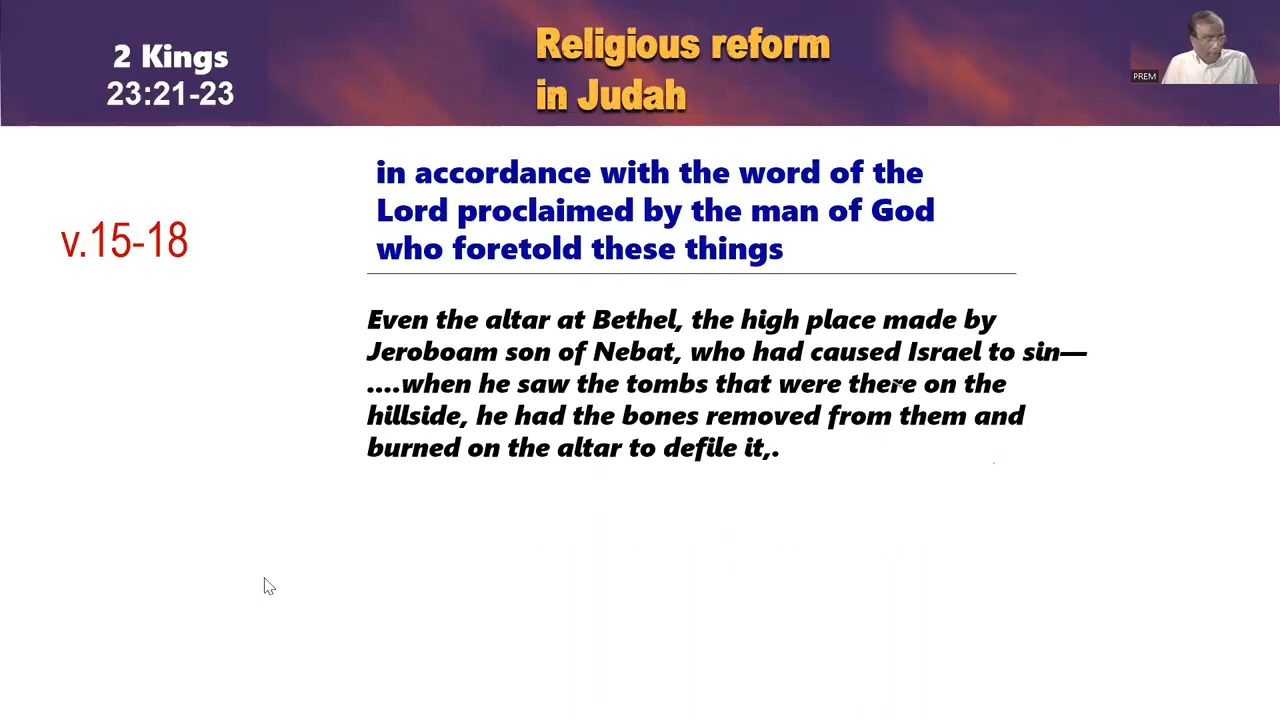 2 Kings
23:21-23
Religious reform
in Judah
PREM
in accordance with the word of the
Lord proclaimed by the man of God
who foretold these things
v.15-18
Even the altar at Bethel, the high place made by
Jeroboam son of Nebat, who had caused Israel to sin—
....when he saw the tombs that were there on the
hillside, he had the bones removed from them and
burned on the altar to defile it,.